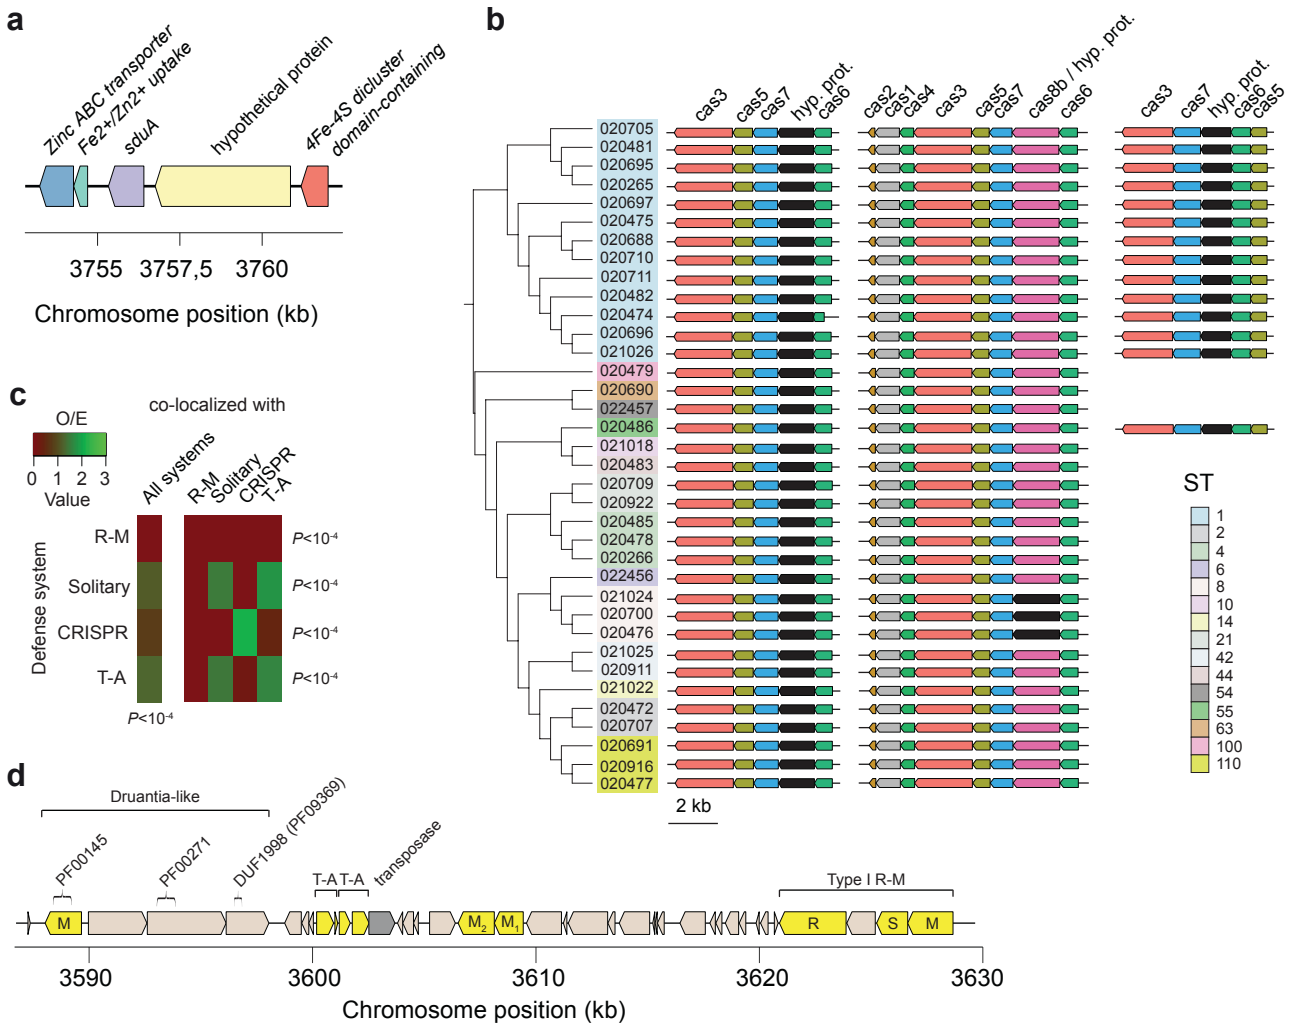 a
Zinc ABC transporter
Fe2+/Zn2+ uptake
sduA
hypothetical protein
4Fe-4S dicluster
domain-containing
3755
3757,5
3760
Chromosome position (kb)
b
cas3
cas5
cas7
hyp. prot.
cas6
cas2
cas1
cas4
cas3
cas5
cas7
cas8b / hyp. prot.
cas6
cas3
cas7
hyp. prot.
cas6
cas5
020705
020481
020695
020265
020697
020475
020688
020710
020711
020482
020474
020696
021026
020479
020690
022457
020486
021018
020483
020709
020922
020485
020478
020266
022456
021024
020700
020476
021025
020911
021022
020472
020707
020691
020916
020477
2 kb
ST
1
2
4
6
8
10
14
21
42
44
54
55
63
100
110
c
O/E
0 1 2 3
Value
co-localized with
All systems
R-M
Solitary
CRISPR
T-A
Defense system
R-M
Solitary
CRISPR
T-A
P<10-4
P<10-4
P<10-4
P<10-4
P<10-4
d
Druantia-like
PF00145
PF00271
DUF1998 (PF09369)
T-A T-A
transposase
Type I R-M
M
M2 M1
R
S
M
3590
3600
3610
3620
3630
Chromosome position (kb)